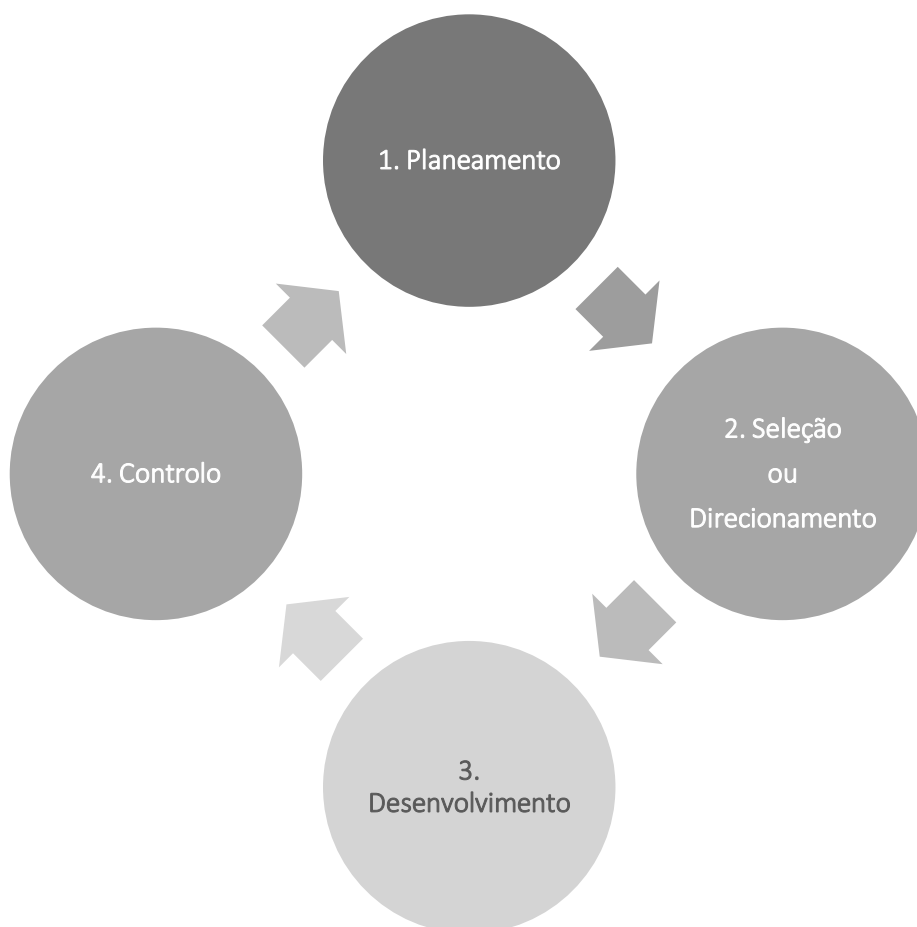 1. Planeamento
2. Seleção
ou
Direcionamento
3.
Desenvolvimento
4. Controlo